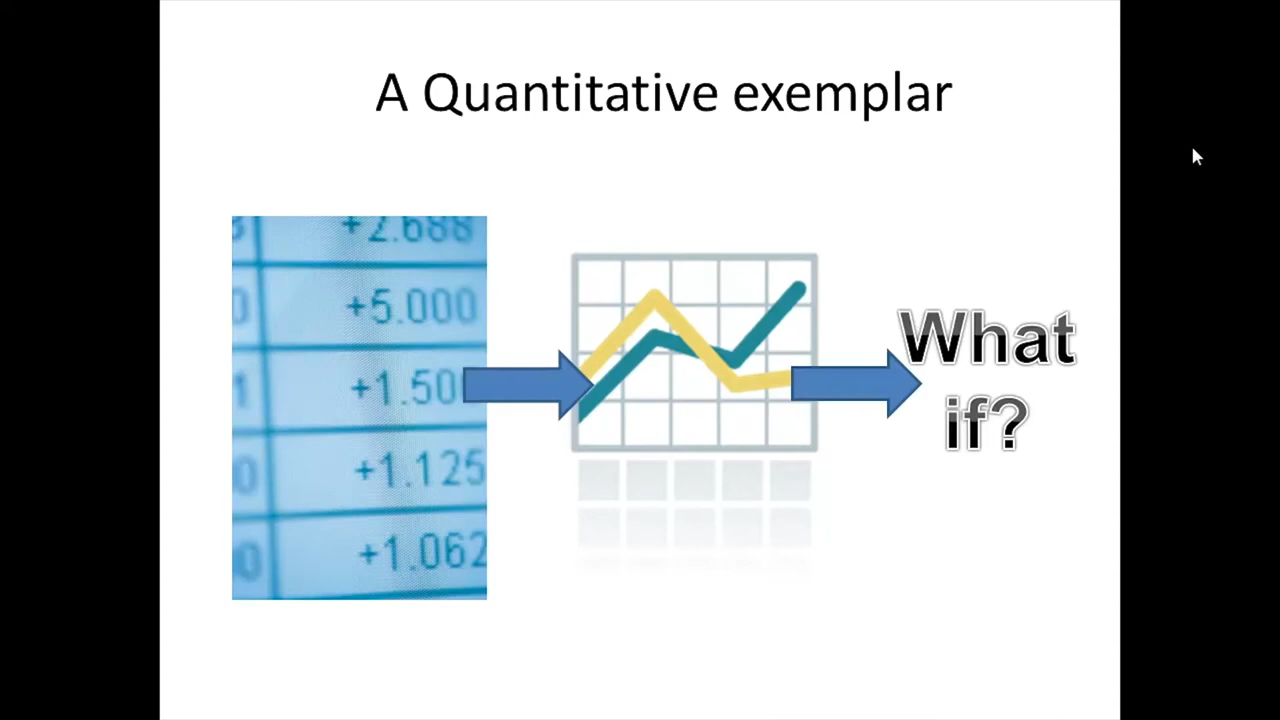 A Quantitative exemplar
+2.688
+5.000
+1.50
+1.125
+1.062
What
if?